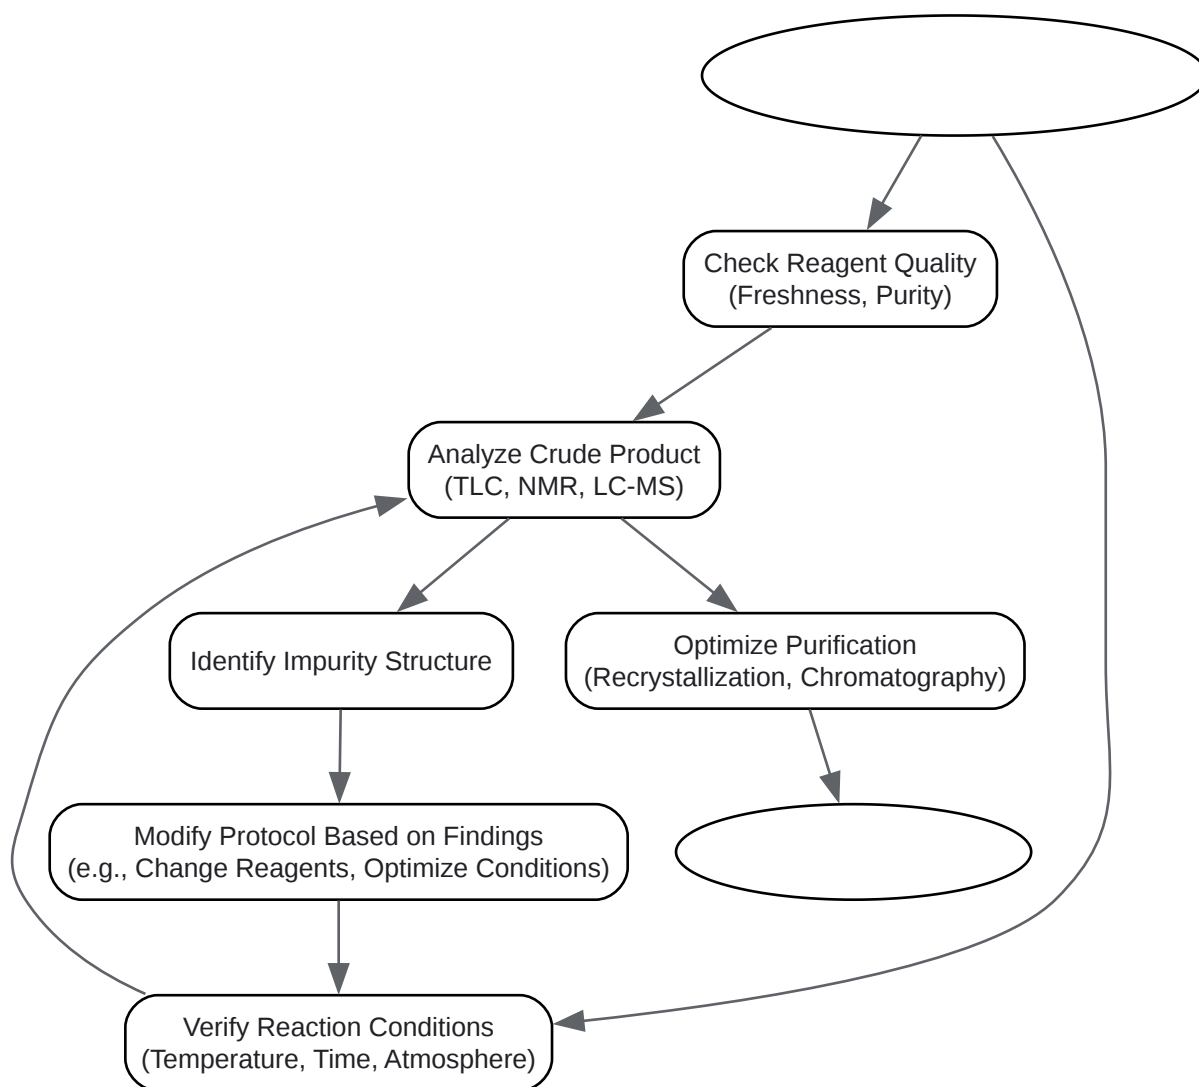 Check Reagent Quality
(Freshness, Purity)
Analyze Crude Product
(TLC, NMR, LC-MS)
Identify Impurity Structure
Optimize Purification
(Recrystallization, Chromatography)
Modify Protocol Based on Findings
(e.g., Change Reagents, Optimize Conditions)
Verify Reaction Conditions
(Temperature, Time, Atmosphere)